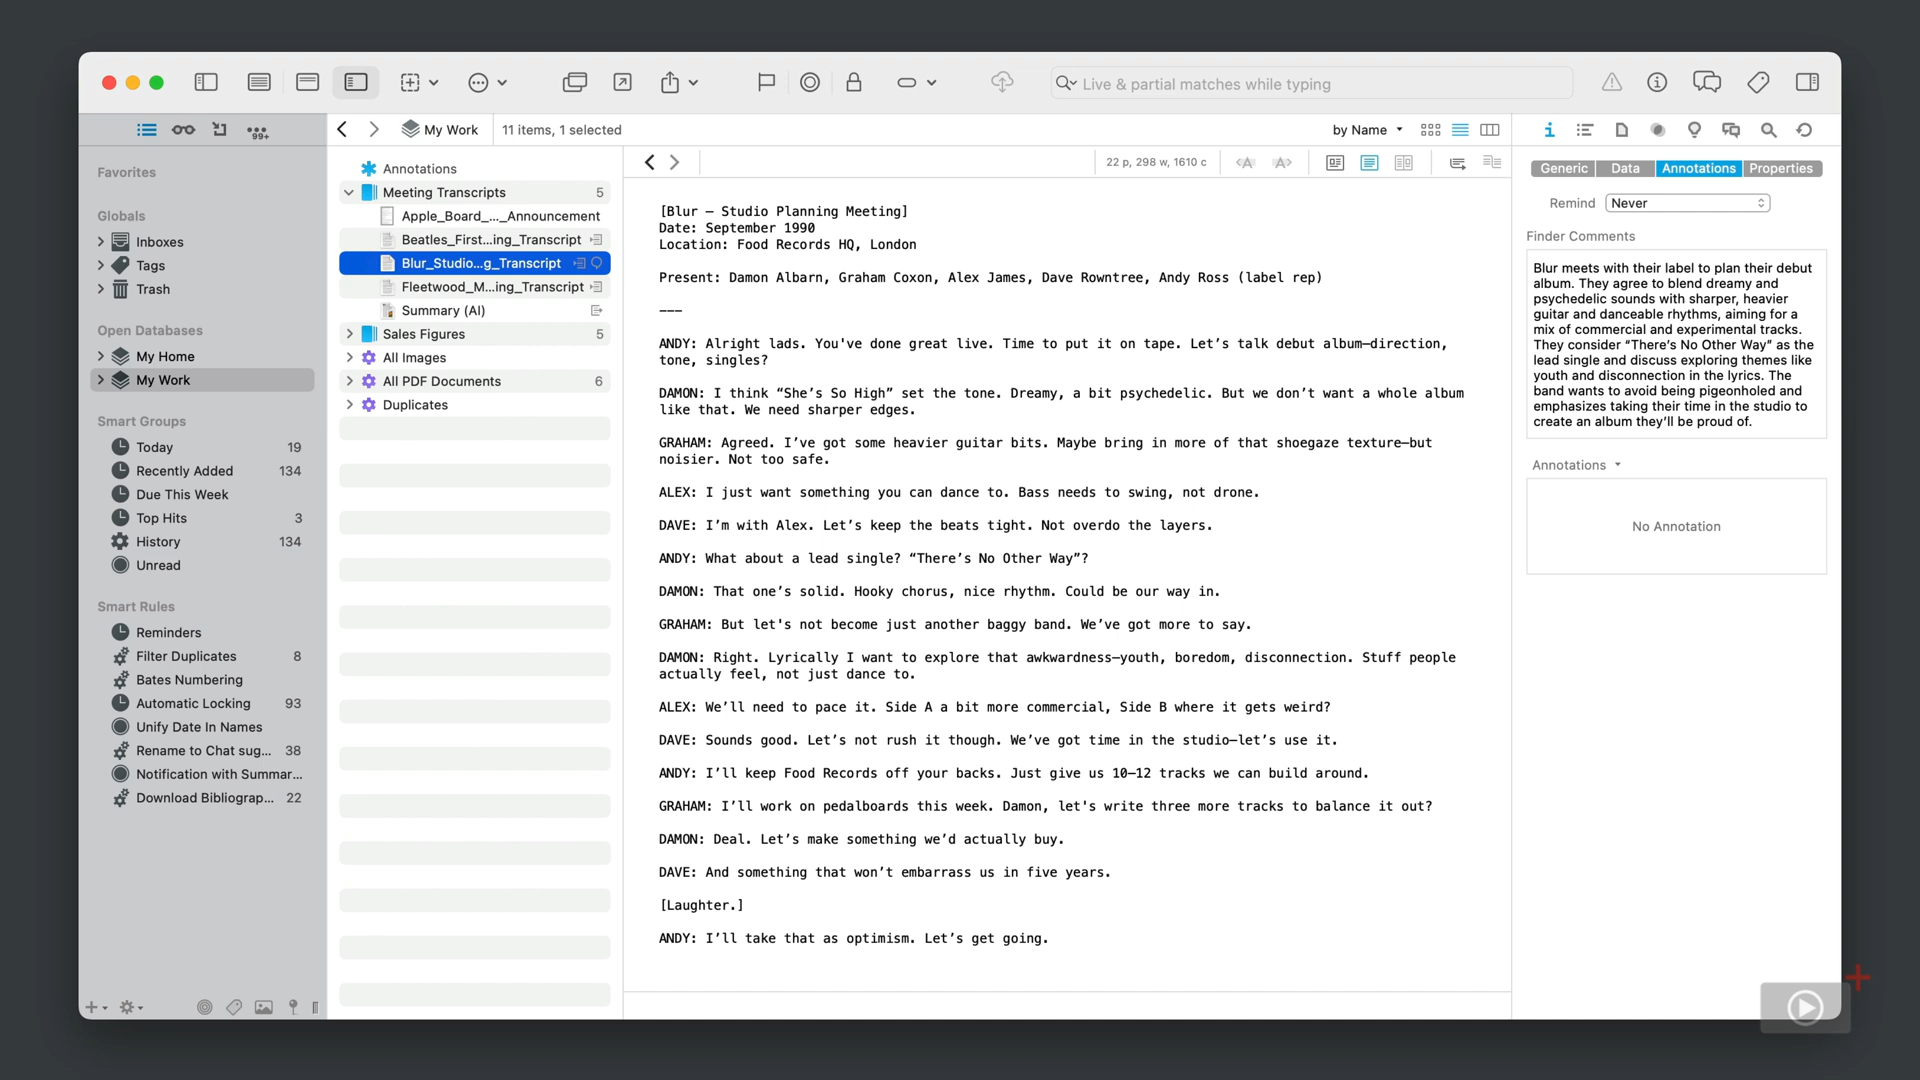 Live & partial matches while typing
99+
My Work
11 items, 1 selected
by Name
Favorites
Globals
Inboxes
Tags
Trash
Open Databases
My Home
My Work
Smart Groups
Today 19
Recently Added 134
Due This Week
Top Hits 3
History 134
Unread
Smart Rules
Reminders
Filter Duplicates 8
Bates Numbering
Automatic Locking 93
Unify Date In Names
Rename to Chat sug... 38
Notification with Summar...
Download Bibliograp... 22
Annotations
Meeting Transcripts 5
Apple_Board_..._Announcement
Beatles_First...ing_Transcript
Blur_Studio...g_Transcript
Fleetwood_M...ing_Transcript
Summary (AI)
Sales Figures 5
All Images
All PDF Documents 6
Duplicates
22 p, 298 w, 1610 c
[Blur – Studio Planning Meeting]
Date: September 1990
Location: Food Records HQ, London
Present: Damon Albarn, Graham Coxon, Alex James, Dave Rowntree, Andy Ross (label rep)
———
ANDY: Alright lads. You've done great live. Time to put it on tape. Let’s talk debut album—direction,
tone, singles?
DAMON: I think “She’s So High” set the tone. Dreamy, a bit psychedelic. But we don’t want a whole album
like that. We need sharper edges.
GRAHAM: Agreed. I’ve got some heavier guitar bits. Maybe bring in more of that shoegaze texture—but
noisier. Not too safe.
ALEX: I just want something you can dance to. Bass needs to swing, not drone.
DAVE: I’m with Alex. Let’s keep the beats tight. Not overdo the layers.
ANDY: What about a lead single? “There’s No Other Way”?
DAMON: That one’s solid. Hooky chorus, nice rhythm. Could be our way in.
GRAHAM: But let's not become just another baggy band. We’ve got more to say.
DAMON: Right. Lyrically I want to explore that awkwardness—youth, boredom, disconnection. Stuff people
actually feel, not just dance to.
ALEX: We’ll need to pace it. Side A a bit more commercial, Side B where it gets weird?
DAVE: Sounds good. Let’s not rush it though. We’ve got time in the studio—let’s use it.
ANDY: I’ll keep Food Records off your backs. Just give us 10–12 tracks we can build around.
GRAHAM: I’ll work on pedalboards this week. Damon, let's write three more tracks to balance it out?
DAMON: Deal. Let’s make something we’d actually buy.
DAVE: And something that won’t embarrass us in five years.
[Laughter.]
ANDY: I’ll take that as optimism. Let’s get going.
Generic Data Annotations Properties
Remind Never
Finder Comments
Blur meets with their label to plan their debut
album. They agree to blend dreamy and
psychedelic sounds with sharper, heavier
guitar and danceable rhythms, aiming for a
mix of commercial and experimental tracks.
They consider “There’s No Other Way” as the
lead single and discuss exploring themes like
youth and disconnection in the lyrics. The
band wants to avoid being pigeonholed and
emphasizes taking their time in the studio to
create an album they’ll be proud of.
Annotations
No Annotation